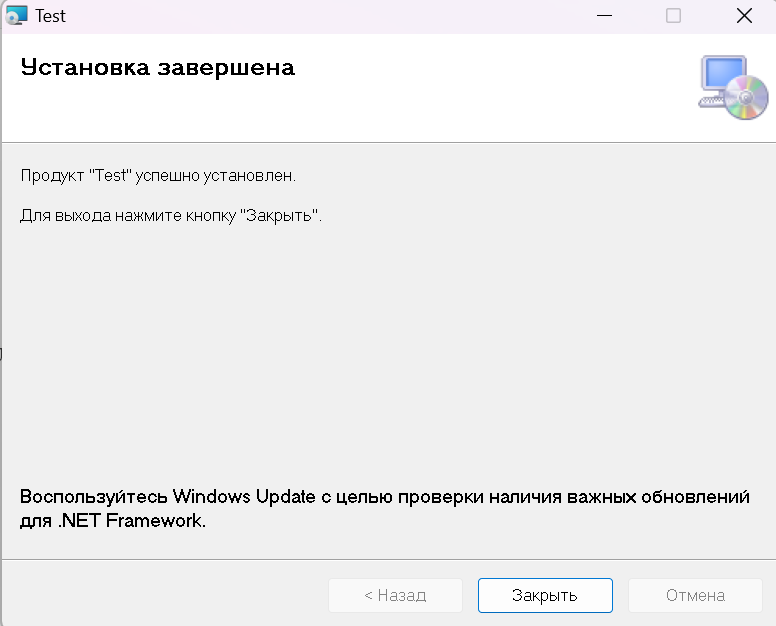 Test
Установка завершена
Продукт "Test" успешно установлен.
Для выхода нажмите кнопку "Закрыть".
Воспользуйтесь Windows Update с целью проверки наличия важных обновлений
для .NET Framework.
< Назад
Закрыть
Отмена